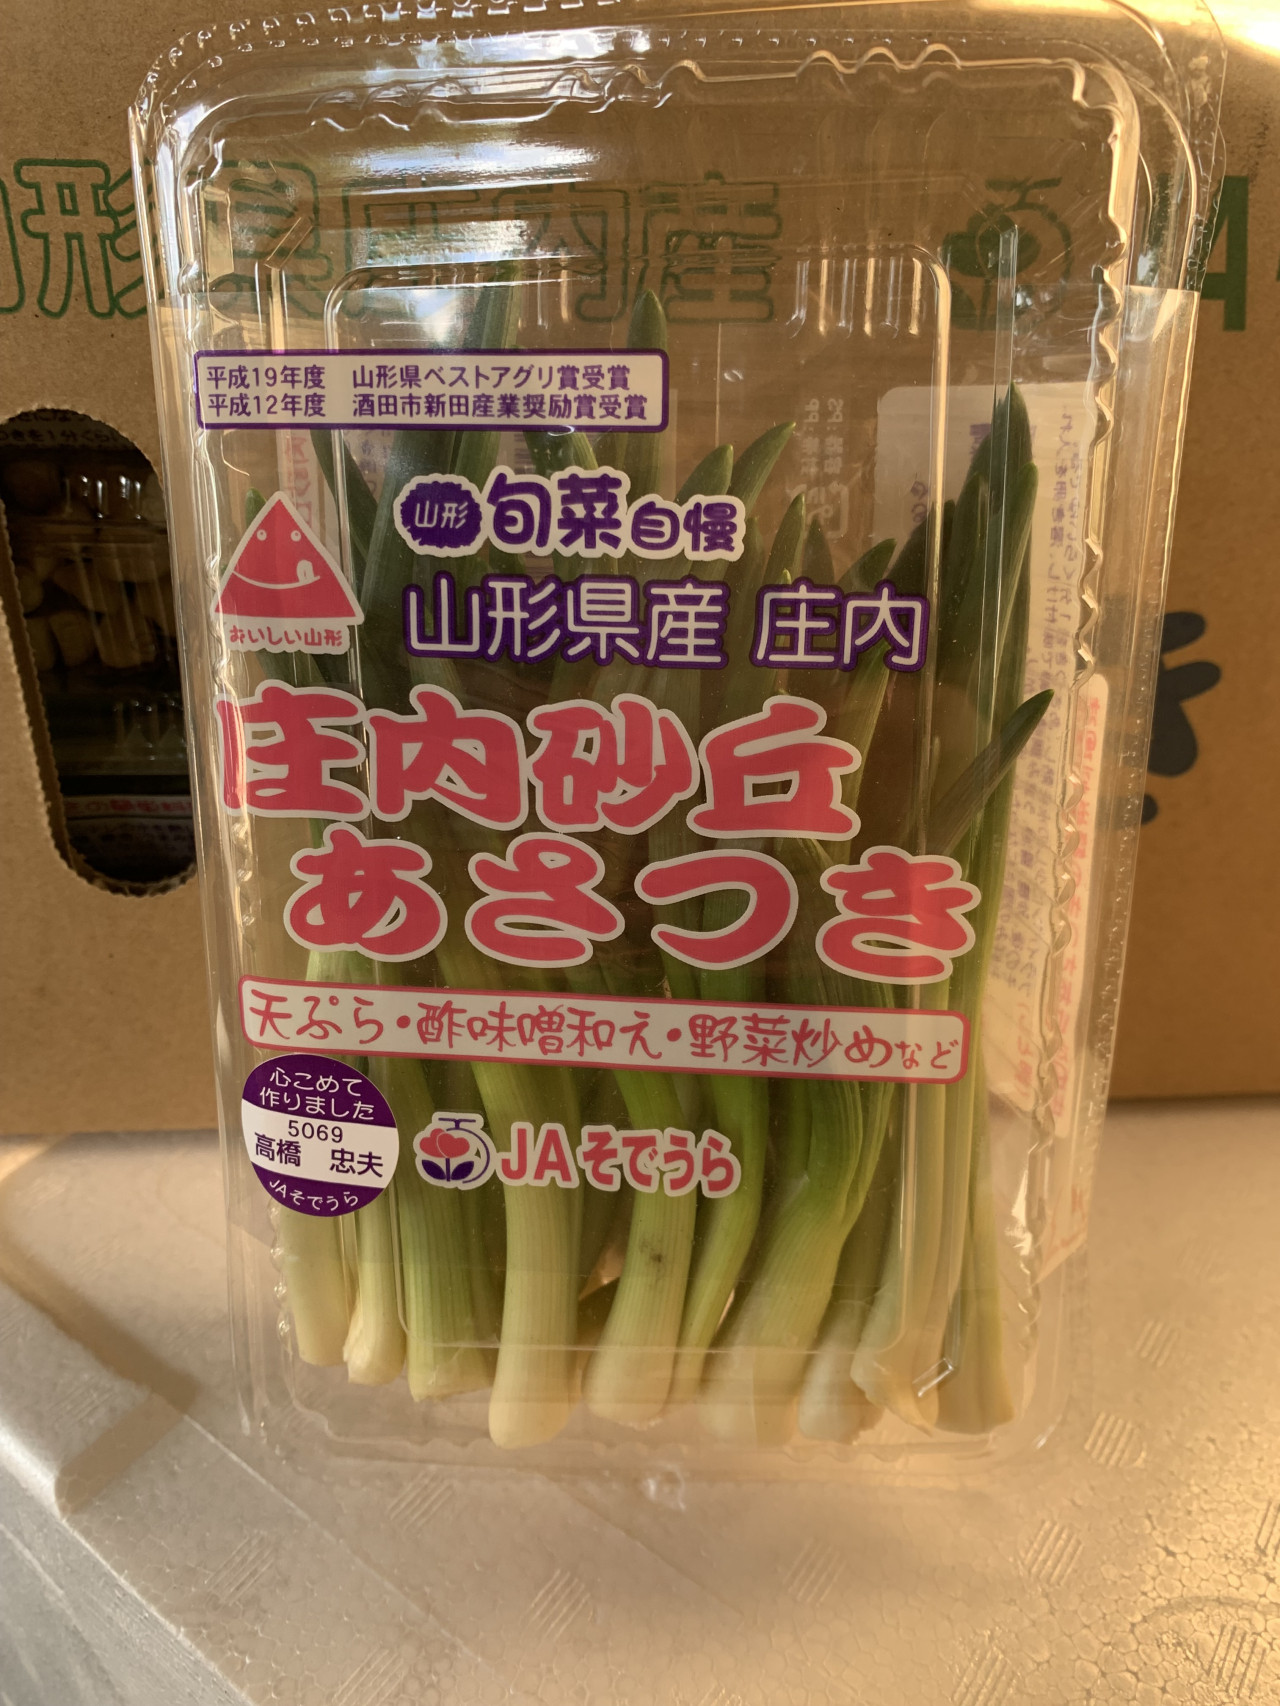 形県庄内産
平成19年度 山形県ベストアグリ賞受賞
平成12年度 酒田市新田産業奨励賞受賞
山形 旬菜自慢
おいしい山形
山形県産 庄内
庄内砂丘
あさつき
天ぷら・酢味噌和え・野菜炒めなど
心こめて
作りました
5069
高橋 忠夫
JAそでうら
JAそでうら